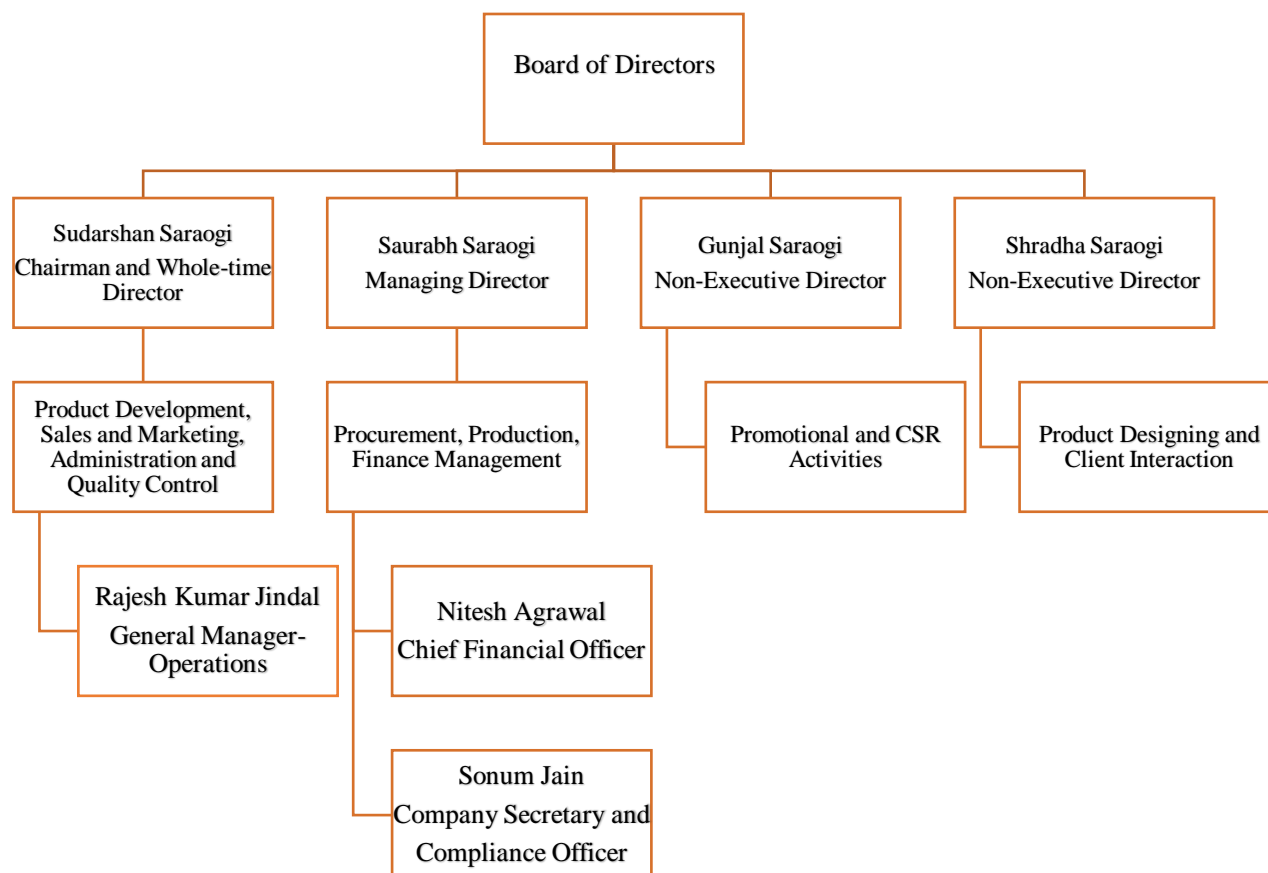 Board of Directors
Sudarshan Saraogi
Chairman and Whole-time
Director
Saurabh Saraogi
Managing Director
Gunjal Saraogi
Non-Executive Director
Shradha Saraogi
Non-Executive Director
Product Development,
Sales and Marketing,
Administration and
Quality Control
Procurement, Production,
Finance Management
Promotional and CSR
Activities
Product Designing and
Client Interaction
Rajesh Kumar Jindal
General Manager-
Operations
Nitesh Agrawal
Chief Financial Officer
Sonum Jain
Company Secretary and
Compliance Officer